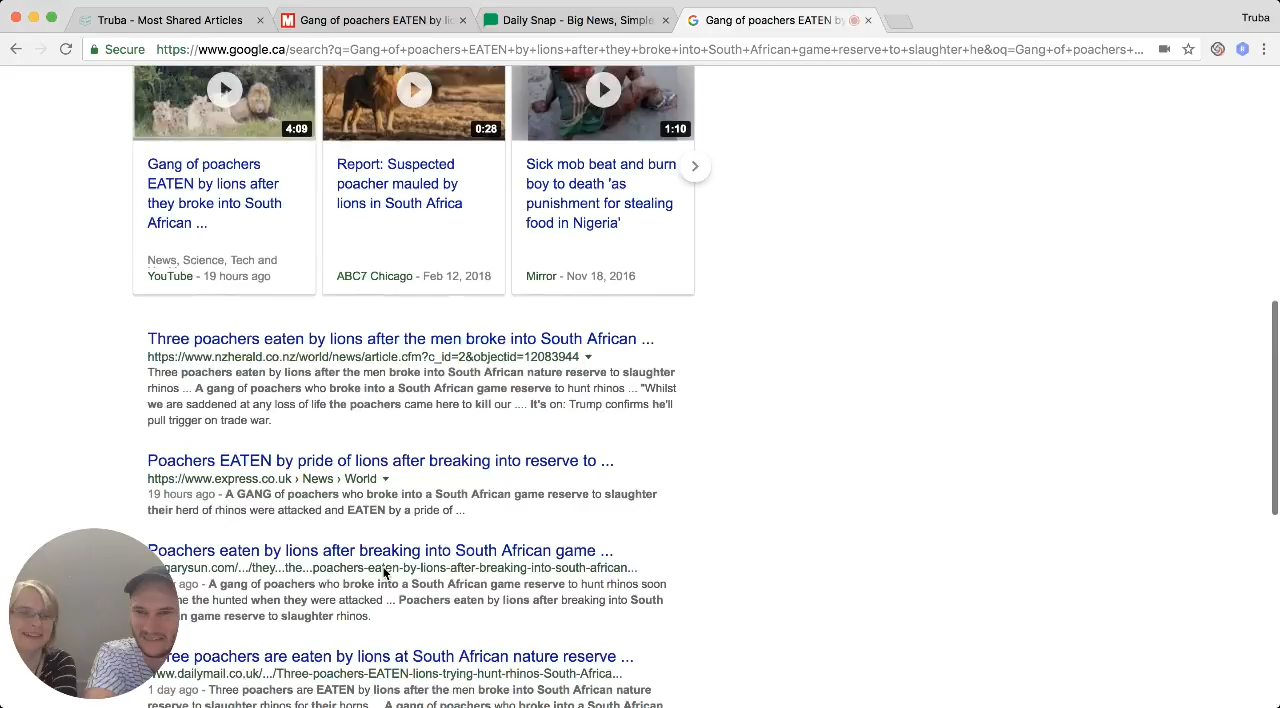 Truba - Most Shared Articles
Gang of poachers EATEN by li
Daily Snap - Big News, Simple
Gang of poachers EATEN by
Truba
Secure
https://www.google.ca/search?q=Gang+of+poachers+EATEN+by+lions+after+they+broke+into+South+African+game+reserve+to+slaughter+he&oq=Gang+of+poachers+...
4:09
0:28
1:10
Gang of poachers
EATEN by lions after
they broke into South
African ...
News, Science, Tech and
YouTube - 19 hours ago
Report: Suspected
poacher mauled by
lions in South Africa
ABC7 Chicago - Feb 12, 2018
Sick mob beat and burn
boy to death 'as
punishment for stealing
food in Nigeria'
Mirror - Nov 18, 2016
Three poachers eaten by lions after the men broke into South African ...
https://www.nzherald.co.nz/world/news/article.cfm?c_id=2&objectid=12083944
Three poachers eaten by lions after the men broke into South African nature reserve to slaughter
rhinos ... A gang of poachers who broke into a South African game reserve to hunt rhinos ... "Whilst
we are saddened at any loss of life the poachers came here to kill our .... It's on: Trump confirms he'll
pull trigger on trade war.
Poachers EATEN by pride of lions after breaking into reserve to ...
https://www.express.co.uk › News › World
19 hours ago - A GANG of poachers who broke into a South African game reserve to slaughter
their herd of rhinos were attacked and EATEN by a pride of ...
Poachers eaten by lions after breaking into South African game ...
garysun.com/.../they...the...poachers-eaten-by-lions-after-breaking-into-south-african...
ago - A gang of poachers who broke into a South African game reserve to hunt rhinos soon
the hunted when they were attacked ... Poachers eaten by lions after breaking into South
game reserve to slaughter rhinos.
ree poachers are eaten by lions at South African nature reserve ...
www.dailymail.co.uk/.../Three-poachers-EATEN-lions-trying-hunt-rhinos-South-Africa...
1 day ago - Three poachers are EATEN by lions after the men broke into South African nature
reserve to slaughter rhinos for their horns. A gang of poachers who broke into a South African